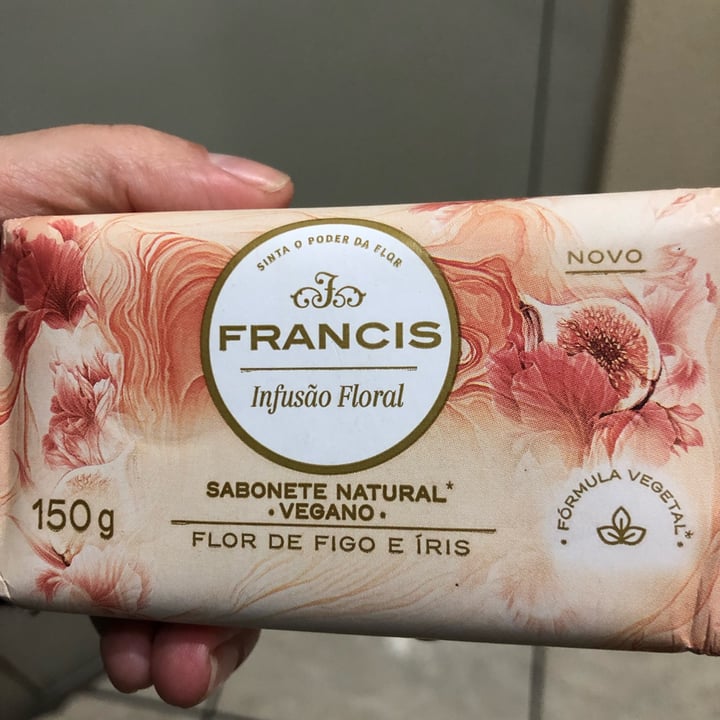 SINTA O PODER DA FLOR
F
FRANCIS
Infusão Floral
NOVO
SABONETE NATURAL*
• VEGANO •
FLOR DE FIGO E ÍRIS
150g
• FÓRMULA VEGETAL* •